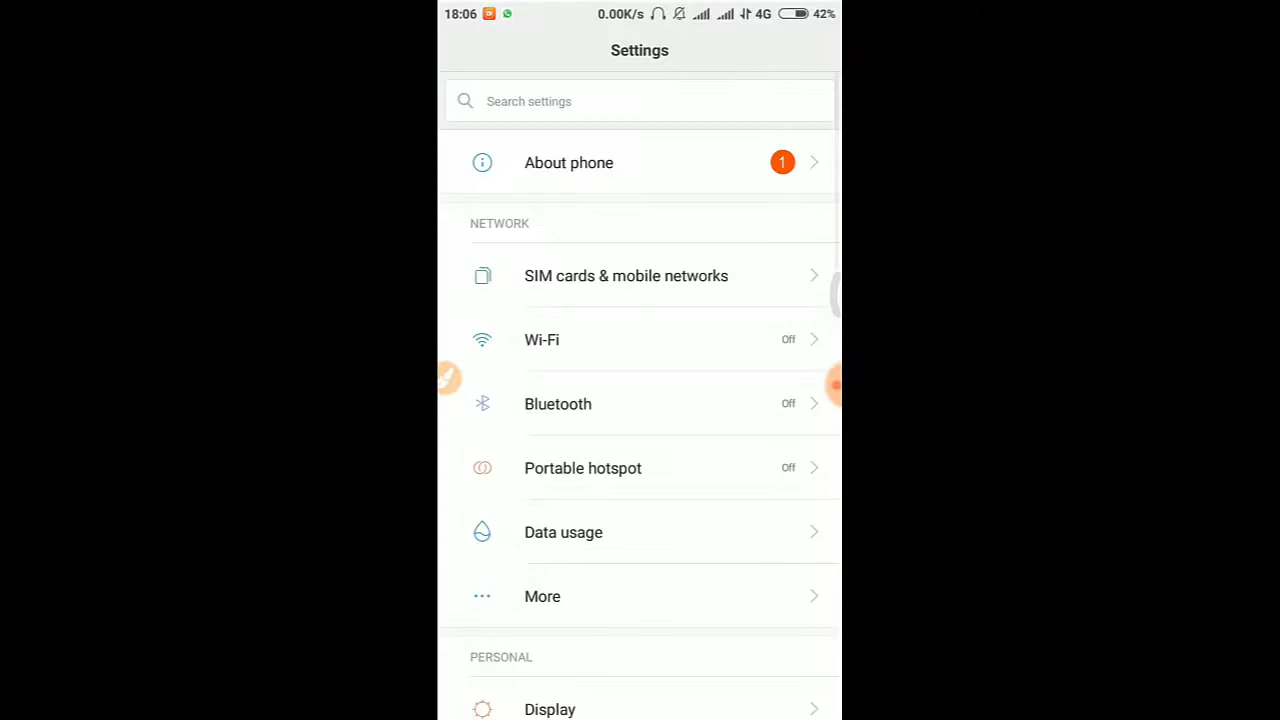 18:06 0.00K/s 4G 42%
Settings
Search settings
About phone 1
NETWORK
SIM cards & mobile networks
Wi-Fi Off
Bluetooth Off
Portable hotspot Off
Data usage
More
PERSONAL
Display